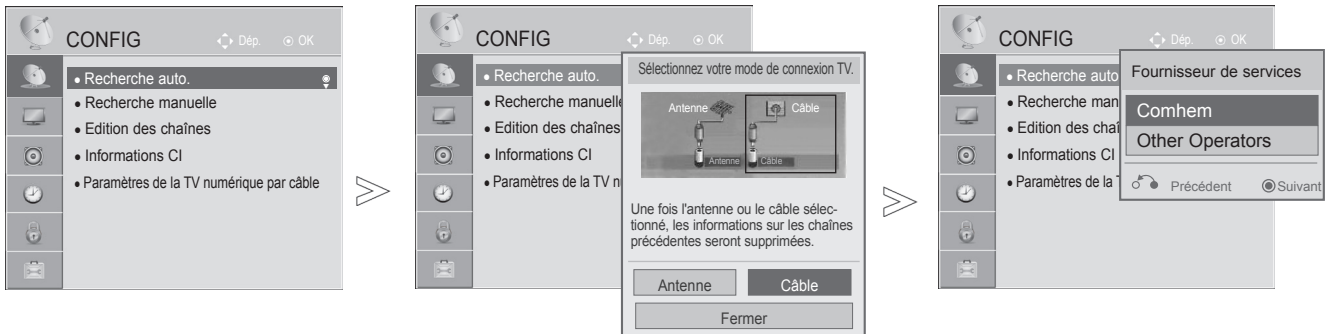 CONFIG
Dép. OK
• Recherche auto.
• Recherche manuelle
• Edition des chaînes
• Informations CI
• Paramètres de la TV numérique par câble
CONFIG
Dép. OK
• Recherche auto.
• Recherche manuelle
• Edition des chaînes
• Informations CI
• Paramètres de la TV n
Sélectionnez votre mode de connexion TV.
Antenne Câble
Antenne Câble
Une fois l'antenne ou le câble sélec-
tionné, les informations sur les chaînes
précédentes seront supprimées.
Antenne Câble
Fermer
CONFIG
Dép. OK
• Recherche auto
• Recherche man
• Edition des chaî
• Informations CI
• Paramètres de la T
Fournisseur de services
Comhem
Other Operators
Précédent Suivant